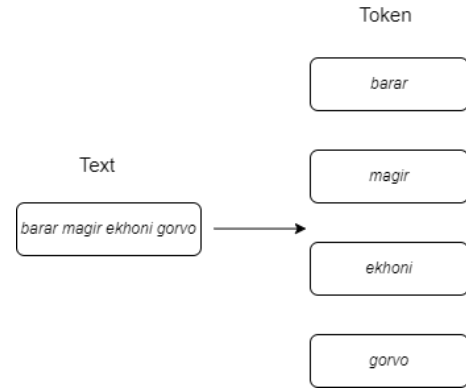 Token
barar
magir
Text
barar magir ekhoni gorvo
ekhoni
gorvo